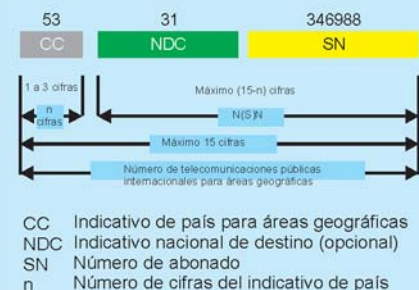 53 31 346988
CC NDC SN
1 a 3 cifras
Máximo (15-n) cifras
n
cifras
N(S)N
Máximo 15 cifras
Número de telecomunicaciones públicas
internacionales para áreas geográficas
CC Indicativo de país para áreas geográficas
NDC Indicativo nacional de destino (opcional)
SN Número de abonado
n Número de cifras del indicativo de país